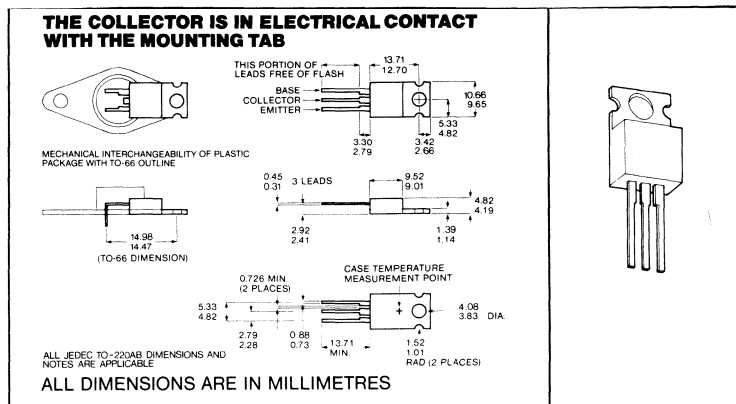 THE COLLECTOR IS IN ELECTRICAL CONTACT
WITH THE MOUNTING TAB
THIS PORTION OF
LEADS FREE OF FLASH
13.71
12.70
BASE
COLLECTOR
EMITTER
10.66
9.65
5.33
4.82
3.30
2.79
3.42
2.66
MECHANICAL INTERCHANGEABILITY OF PLASTIC
PACKAGE WITH TO-66 OUTLINE
0.45
0.31
3 LEADS
9.52
9.01
4.82
4.19
14.98
14.47
(TO-66 DIMENSION)
2.92
2.41
1.39
1.14
CASE TEMPERATURE
MEASUREMENT POINT
0.726 MIN.
(2 PLACES)
5.33
4.82
4.08
3.83 DIA.
2.79
2.28
0.88
0.73
13.71
MIN.
1.52
1.01
RAD (2 PLACES)
ALL JEDEC TO-220AB DIMENSIONS AND
NOTES ARE APPLICABLE
ALL DIMENSIONS ARE IN MILLIMETRES